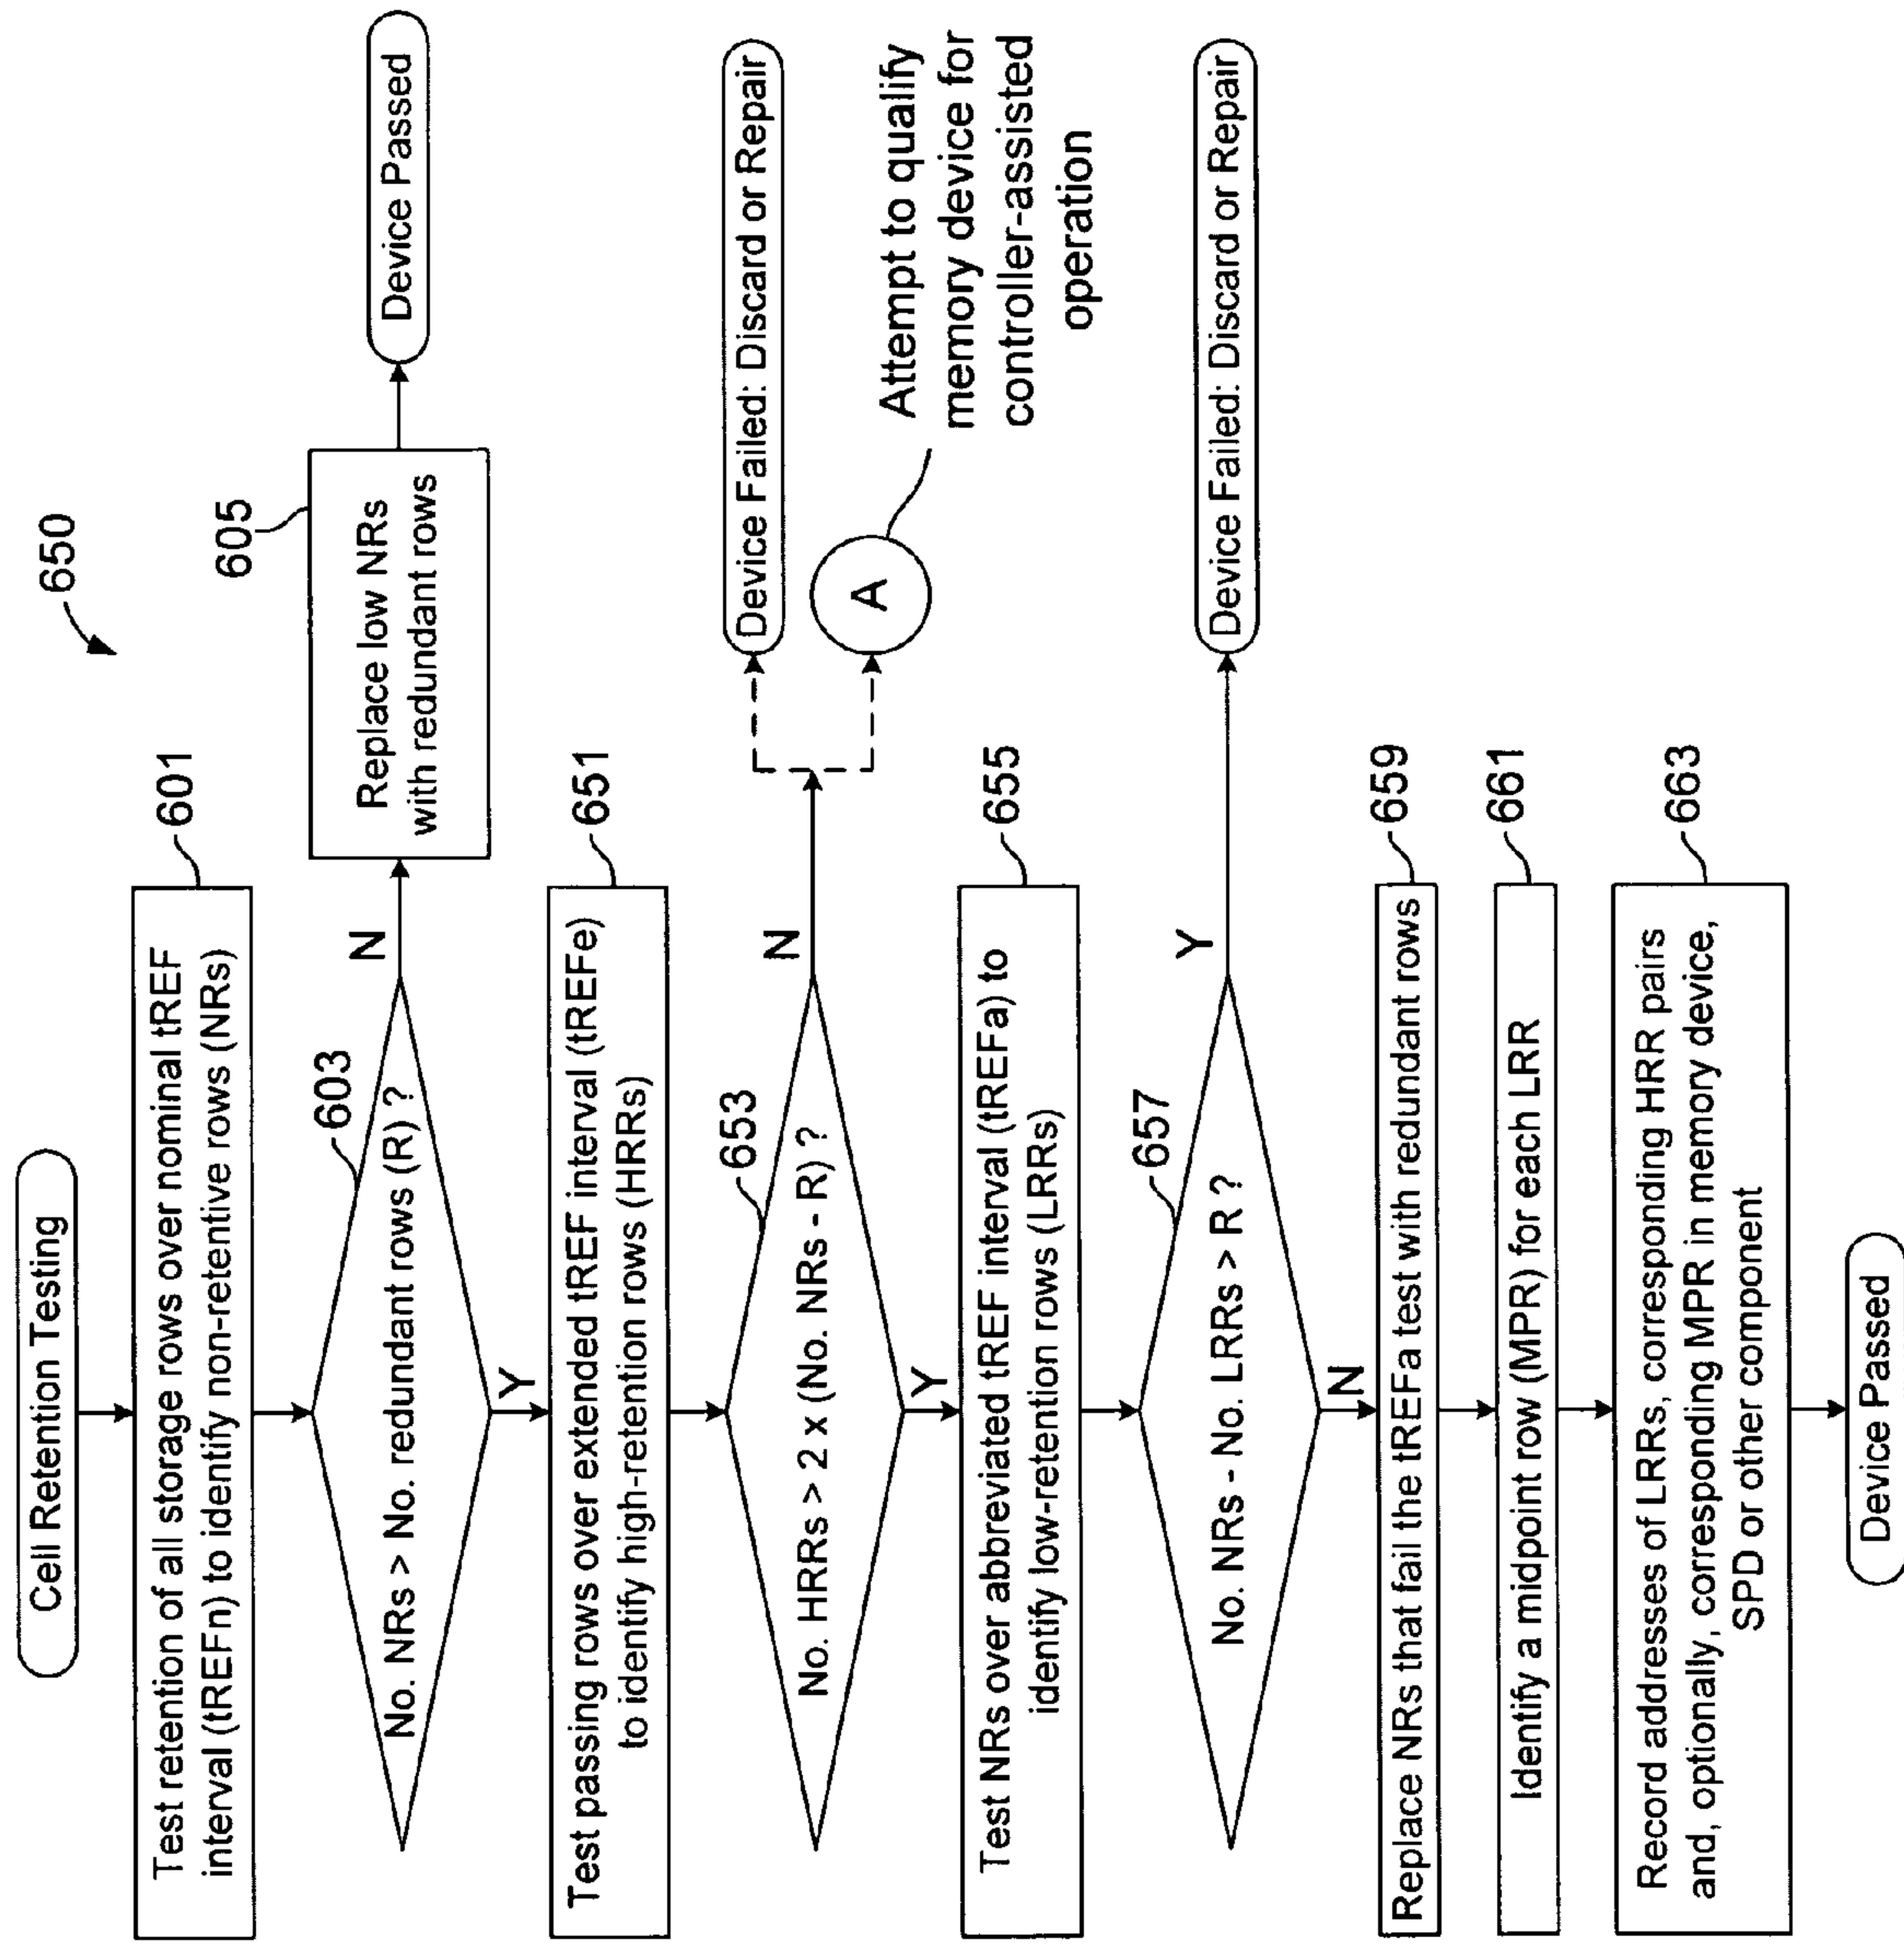 650
Cell Retention Testing
601
Test retention of all storage rows over nominal tREF
interval (tREFn) to identify non-retentive rows (NRs)
603
No. NRs > No. redundant rows (R) ?
N
605
Replace low NRs
with redundant rows
Device Passed
Y
651
Test passing rows over extended tREF interval (tREFe)
to identify high-retention rows (HRRs)
653
No. HRRs > 2 x (No. NRs - R) ?
N
Device Failed: Discard or Repair
A
Attempt to qualify
memory device for
controller-assisted
operation
Y
655
Test NRs over abbreviated tREF interval (tREFa) to
identify low-retention rows (LRRs)
657
No. NRs - No. LRRs > R ?
Y
Device Failed: Discard or Repair
N
659
Replace NRs that fail the tREFa test with redundant rows
661
Identify a midpoint row (MPR) for each LRR
663
Record addresses of LRRs, corresponding HRR pairs
and, optionally, corresponding MPR in memory device,
SPD or other component
Device Passed